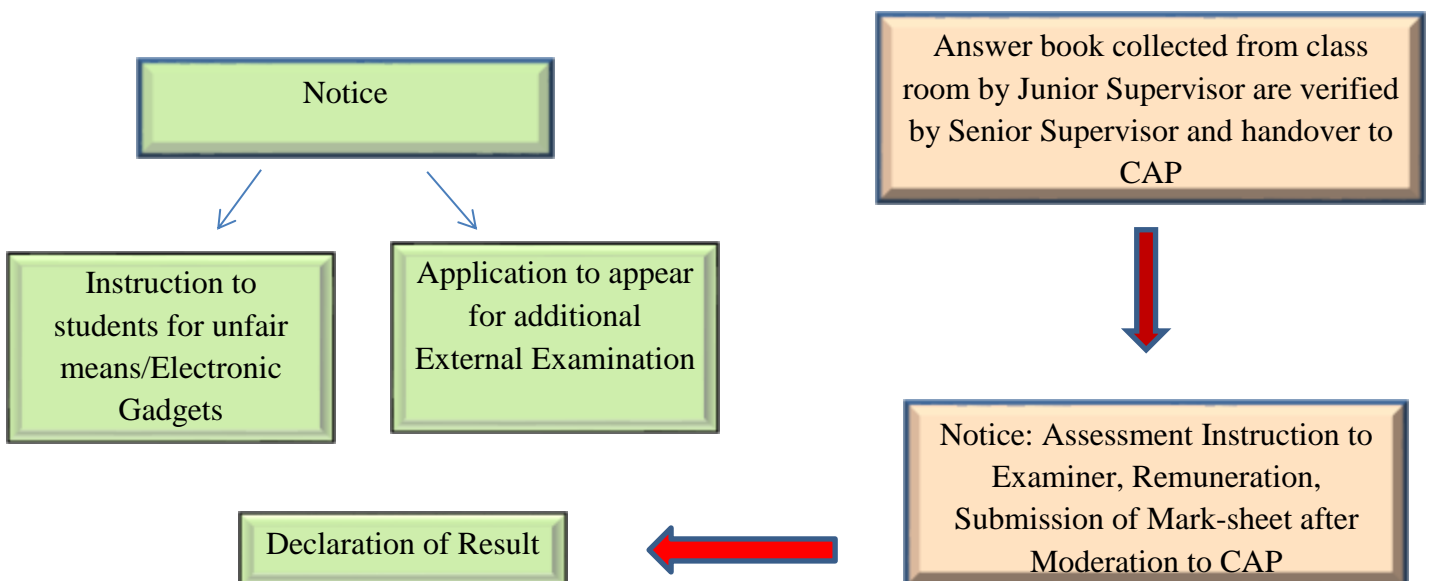 Notice
Instruction to
students for unfair
means/Electronic
Gadgets
Application to appear
for additional
External Examination
Answer book collected from class
room by Junior Supervisor are verified
by Senior Supervisor and handover to
CAP
Notice: Assessment Instruction to
Examiner, Remuneration,
Submission of Mark-sheet after
Moderation to CAP
Declaration of Result